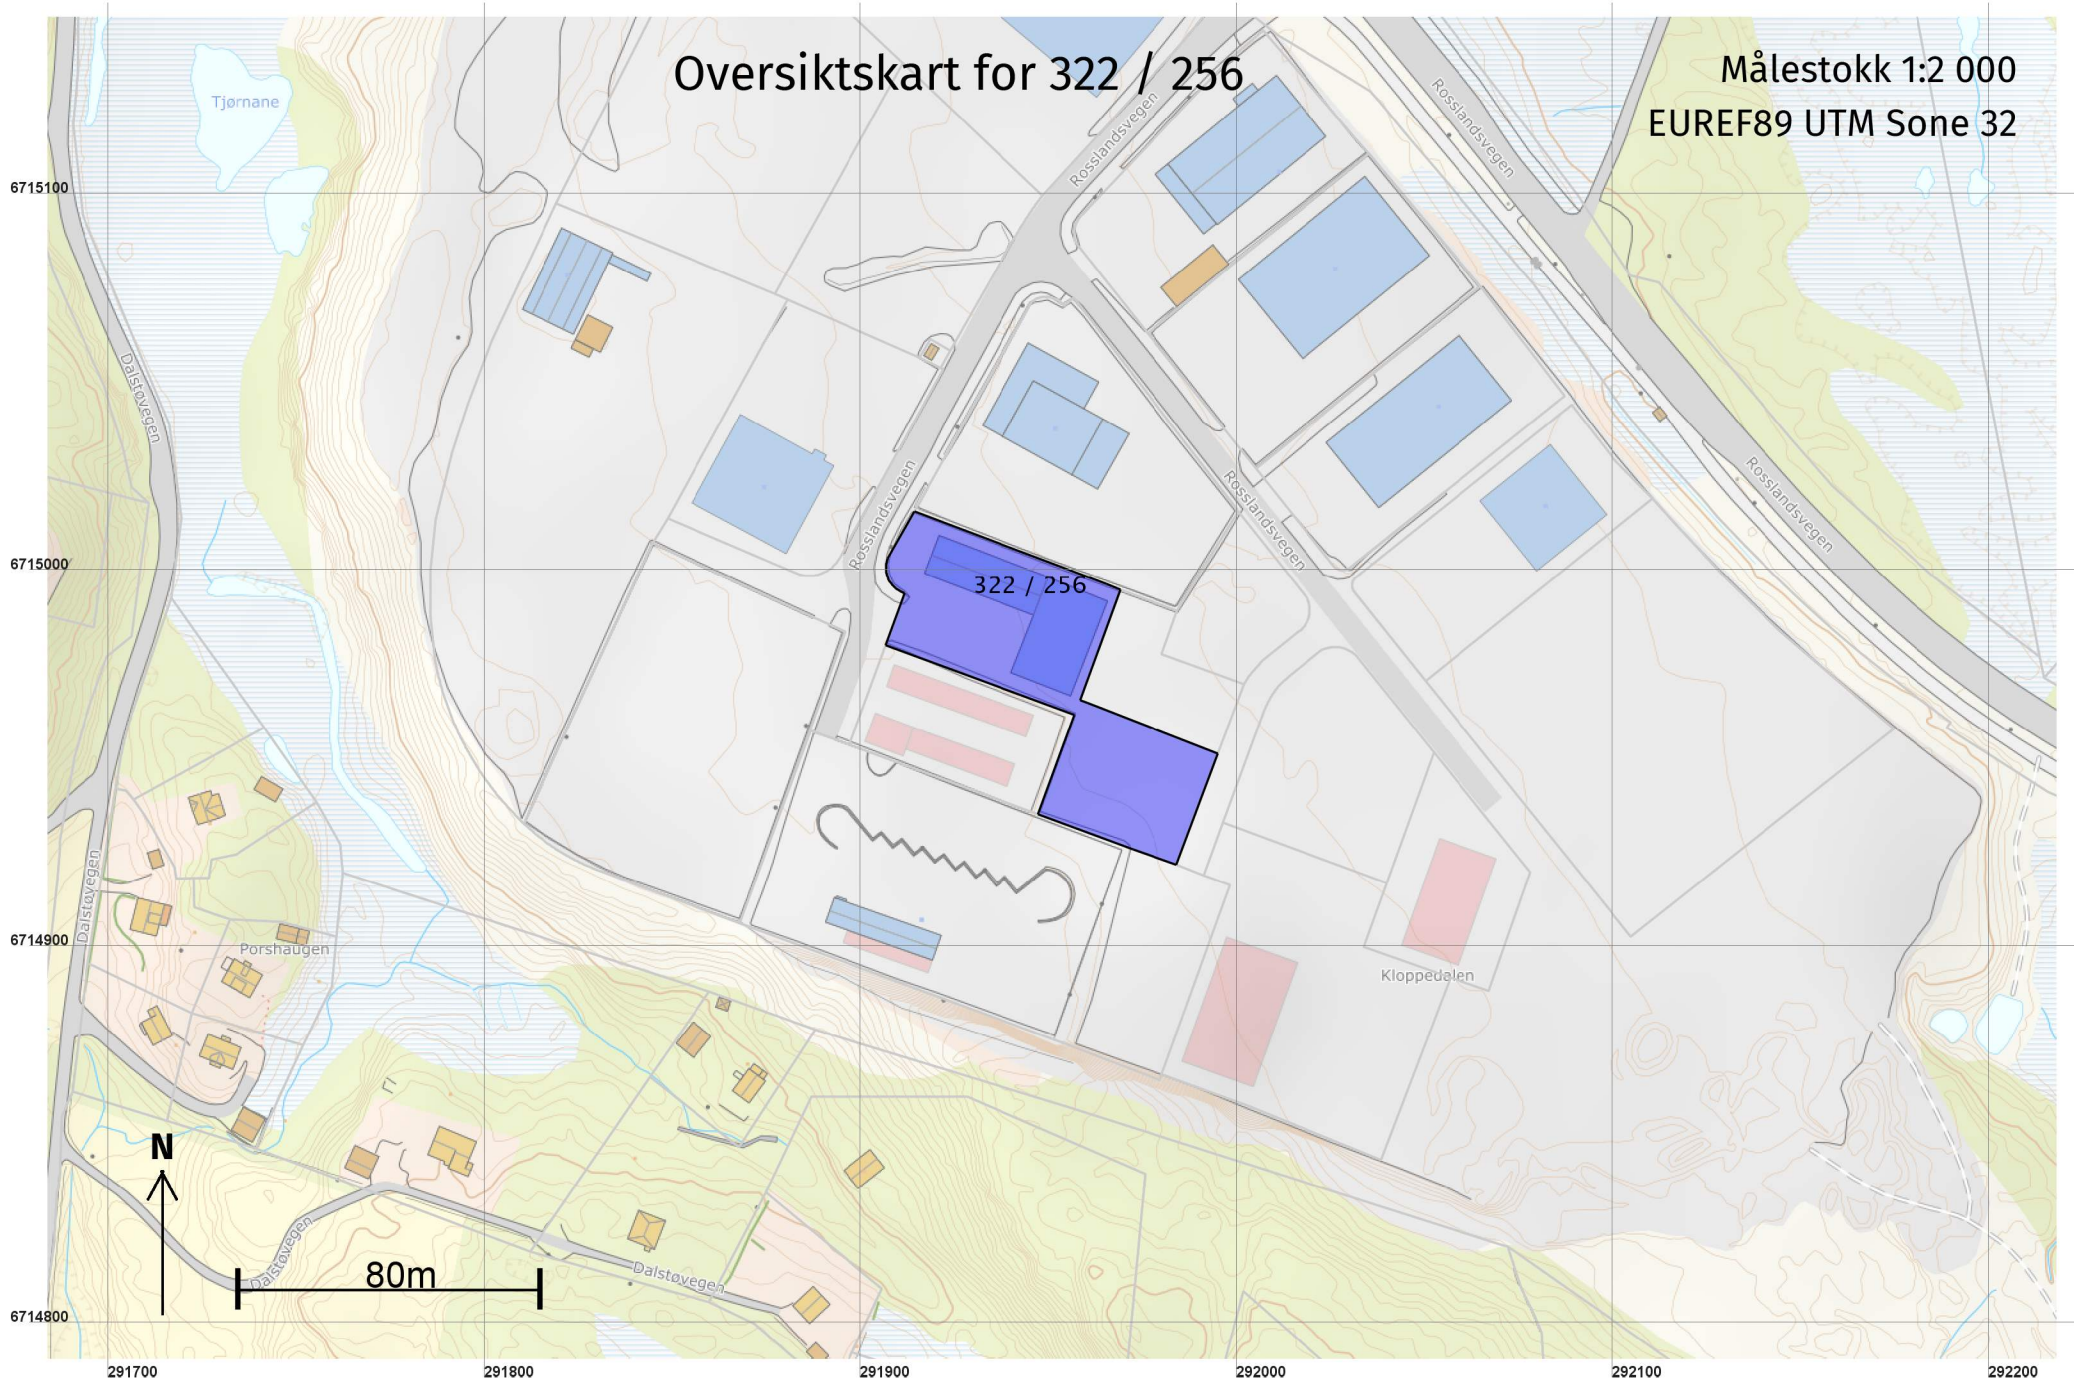 Oversiktskart for 322 / 256
Målestokk 1:2 000
EUREF89 UTM Sone 32
Tjørnane
Rosslandsvegen
Rosslandsvegen
6715100
Dalstøvegen
Rosslandsvegen
Rosslandsvegen
Rosslandsvegen
6715000
322 / 256
Dalstøvegen
6714900
Porshaugen
Kloppedalen
N
Dalstøvegen
80m
Dalstøvegen
6714800
291700
291800
291900
292000
292100
292200